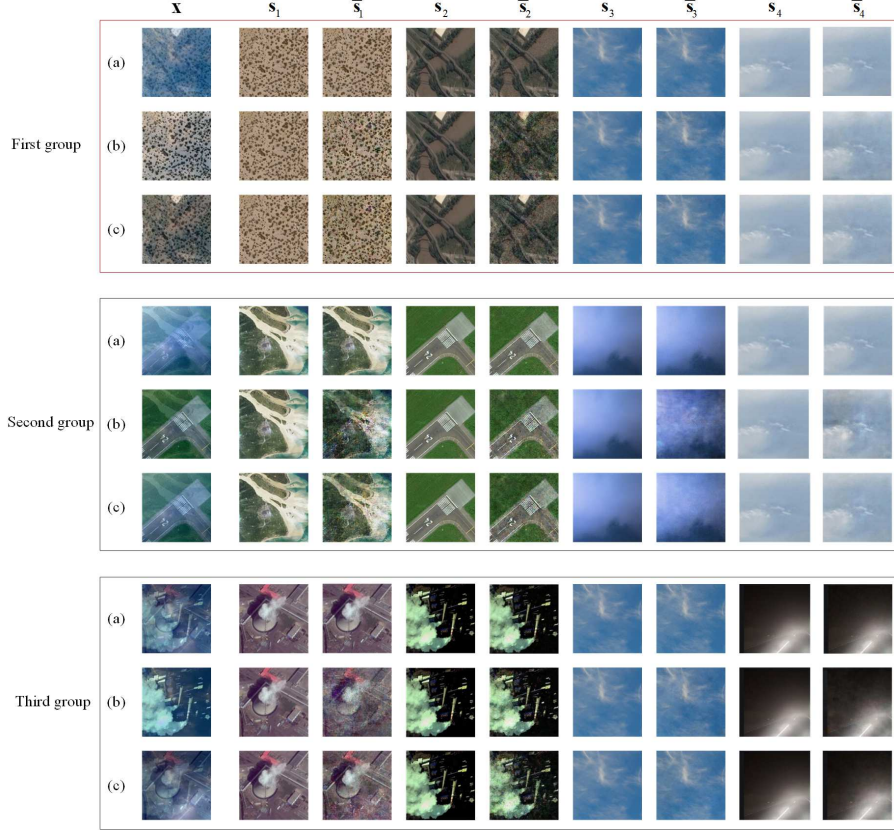 x s₁ s̄₁ s₂ s̄₂ s₃ s̄₃ s₄ s̄₄
(a)
First group (b)
(c)
(a)
Second group (b)
(c)
(a)
Third group (b)
(c)